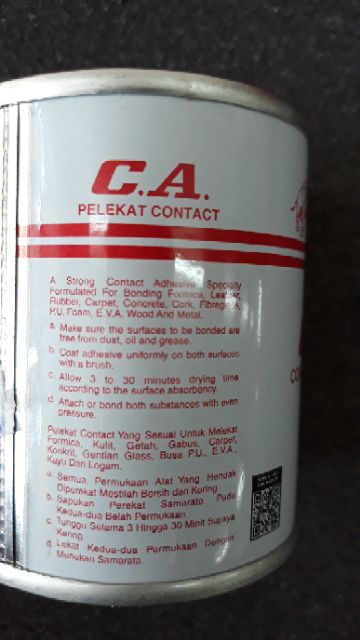 C.A.
PELEKAT CONTACT
A Strong Contact Adhesive Specially
Formulated For Bonding Formica, Leather,
Rubber, Carpet, Concrete, Cork, Fibreglass,
P.U. Foam, E.V.A, Wood And Metal.
a. Make sure the surfaces to be bonded are
free from dust, oil and grease.
b. Coat adhesive uniformly on both surfaces
with a brush.
c. Allow 3 to 30 minutes drying time
according to the surface absorbency.
d. Attach or bond both substances with even
pressure.
Pelekat Contact Yang Sesuai Untuk Melekat
Formica, Kulit, Getah, Gabus, Carpet,
Konkrit, Gentian Glass, Busa P.U., E.V.A.,
Kayu Dan Logam.
a. Semua Permukaan Alat Yang Hendak
Diperekat Mestilah Bersih dan Kering.
b. Sapukan Perekat Samarata Pada
Kedua-dua Belah Permukaan.
c. Tunggu Selama 3 Hingga 30 Minit Supaya
Kering.
d. Lekat Kedua-dua Permukaan Dengan
Menekan Samarata.
CO